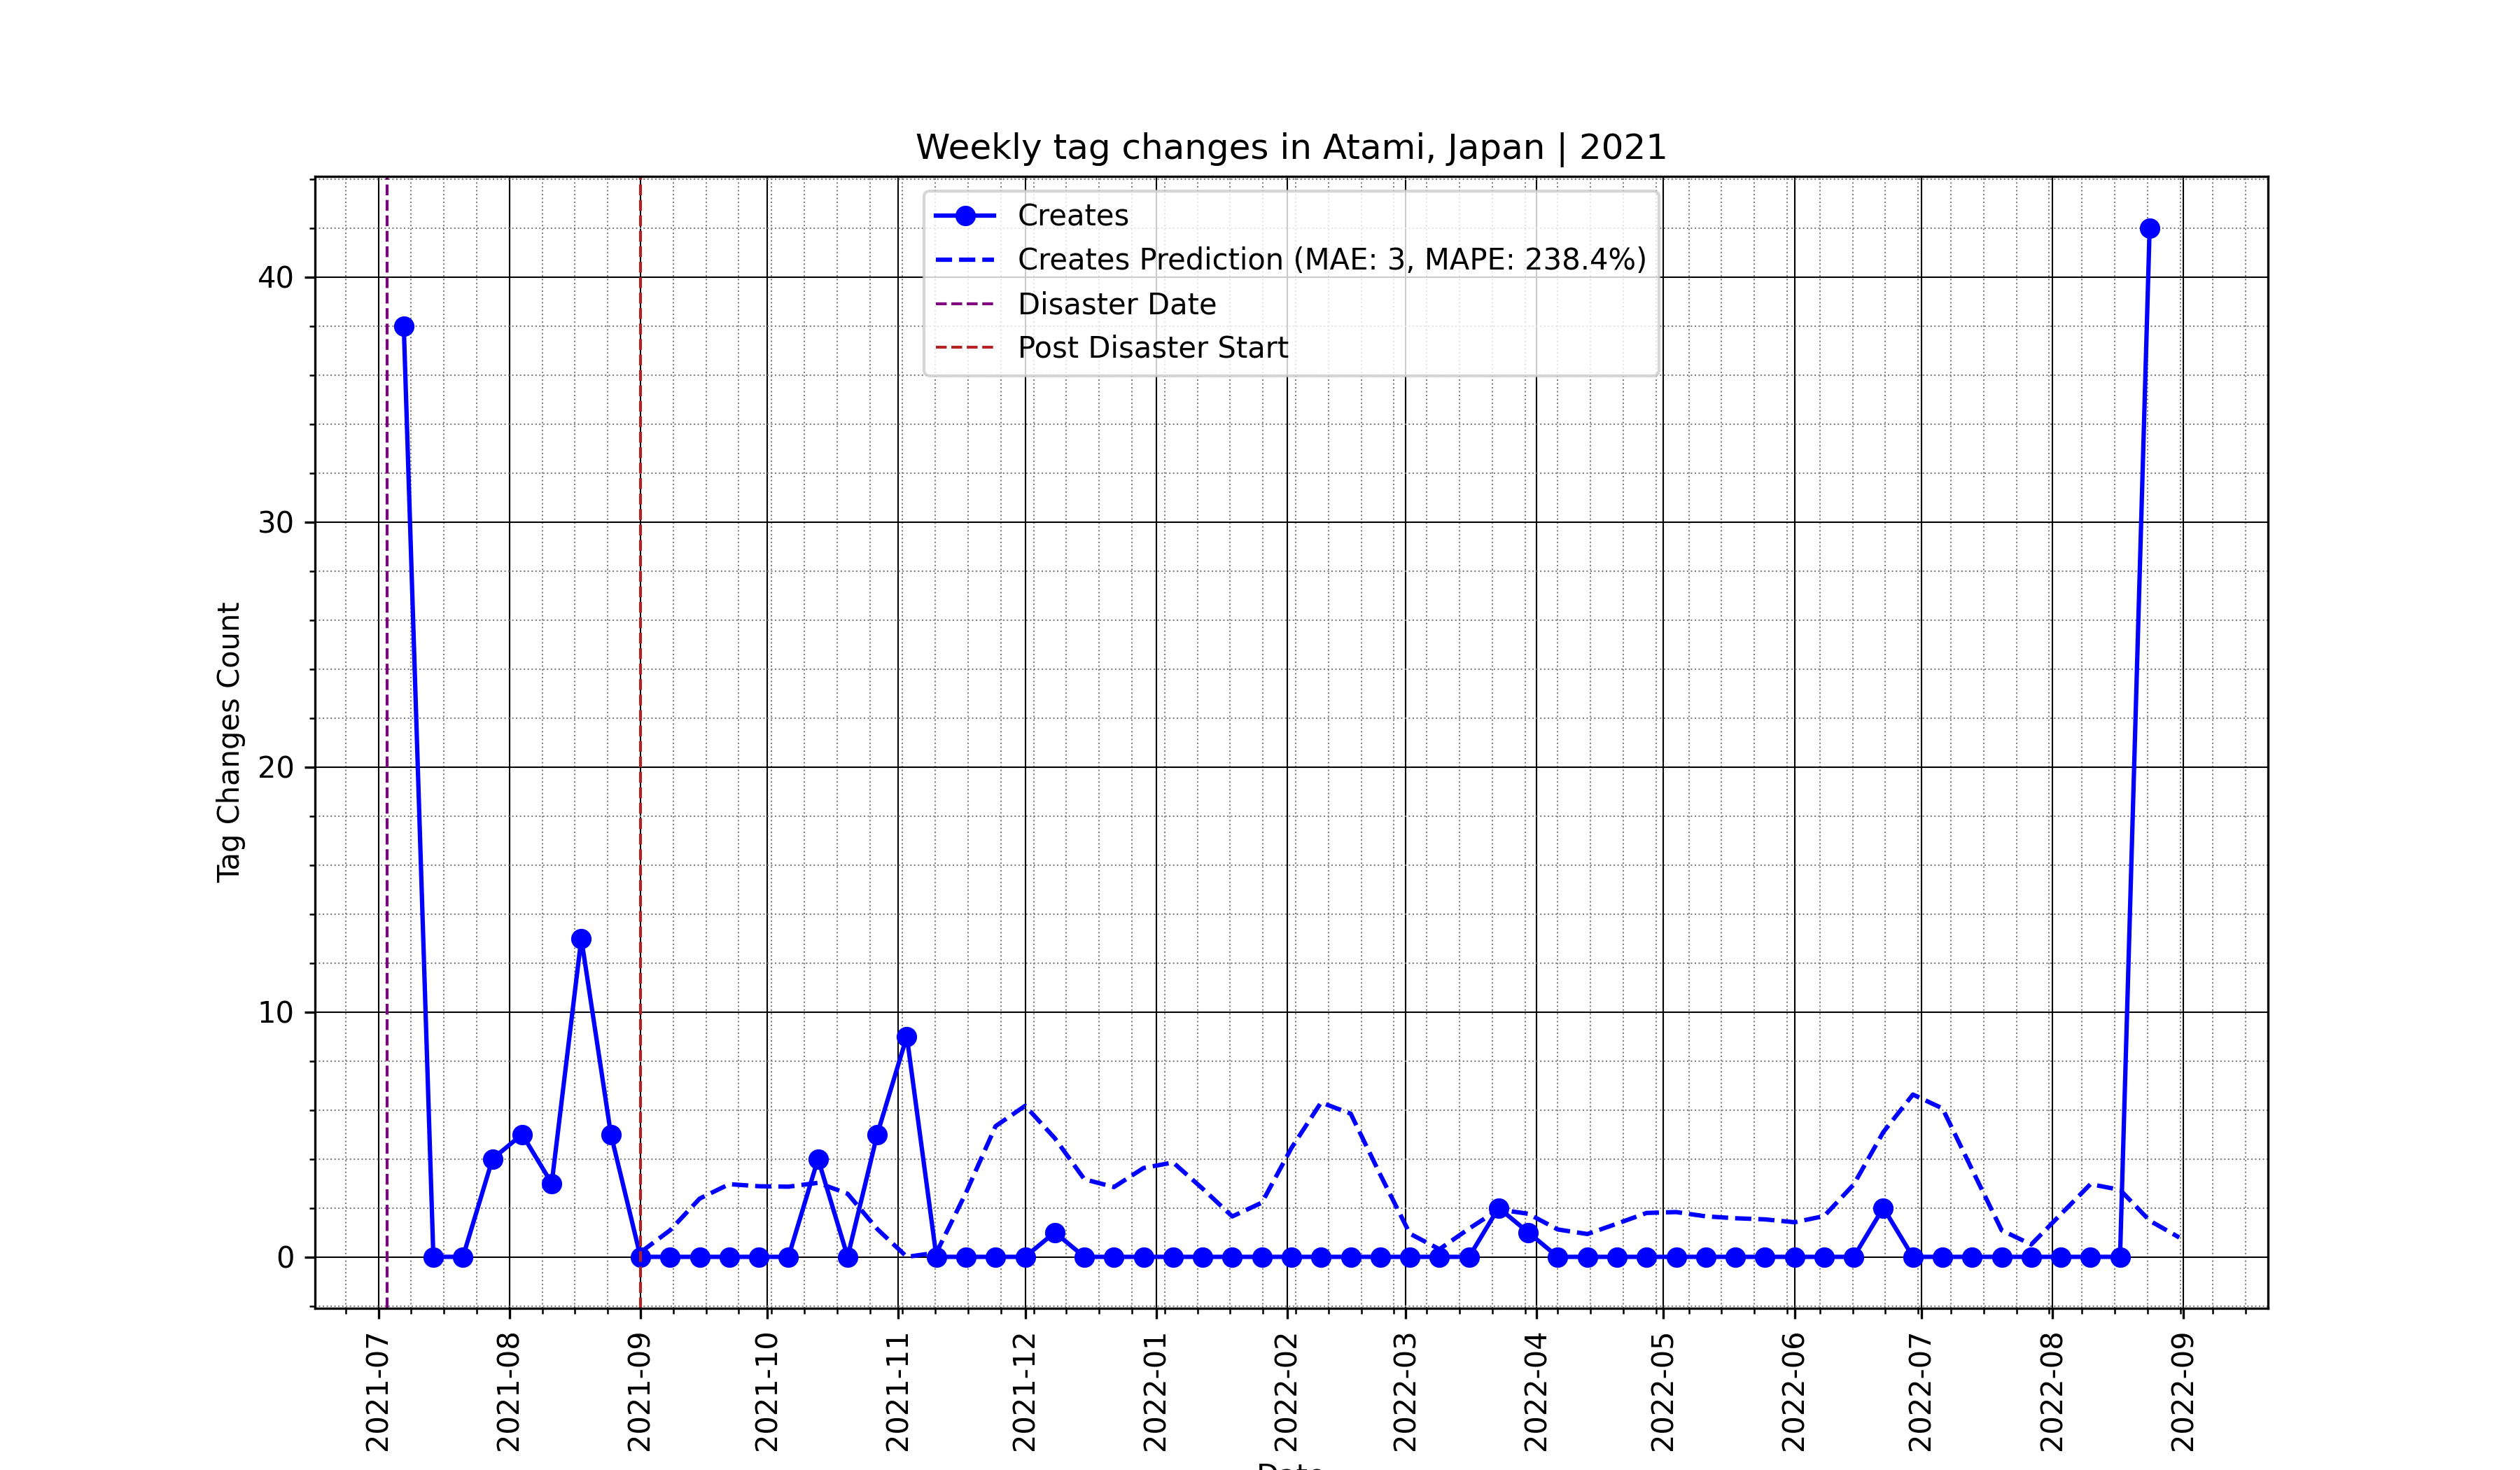 Weekly tag changes in Atami, Japan | 2021
Creates
Creates Prediction (MAE: 3, MAPE: 238.4%)
Disaster Date
Post Disaster Start
Tag Changes Count
40
30
20
10
0
2021-07
2021-08
2021-09
2021-10
2021-11
2021-12
2022-01
2022-02
2022-03
2022-04
2022-05
2022-06
2022-07
2022-08
2022-09
Date